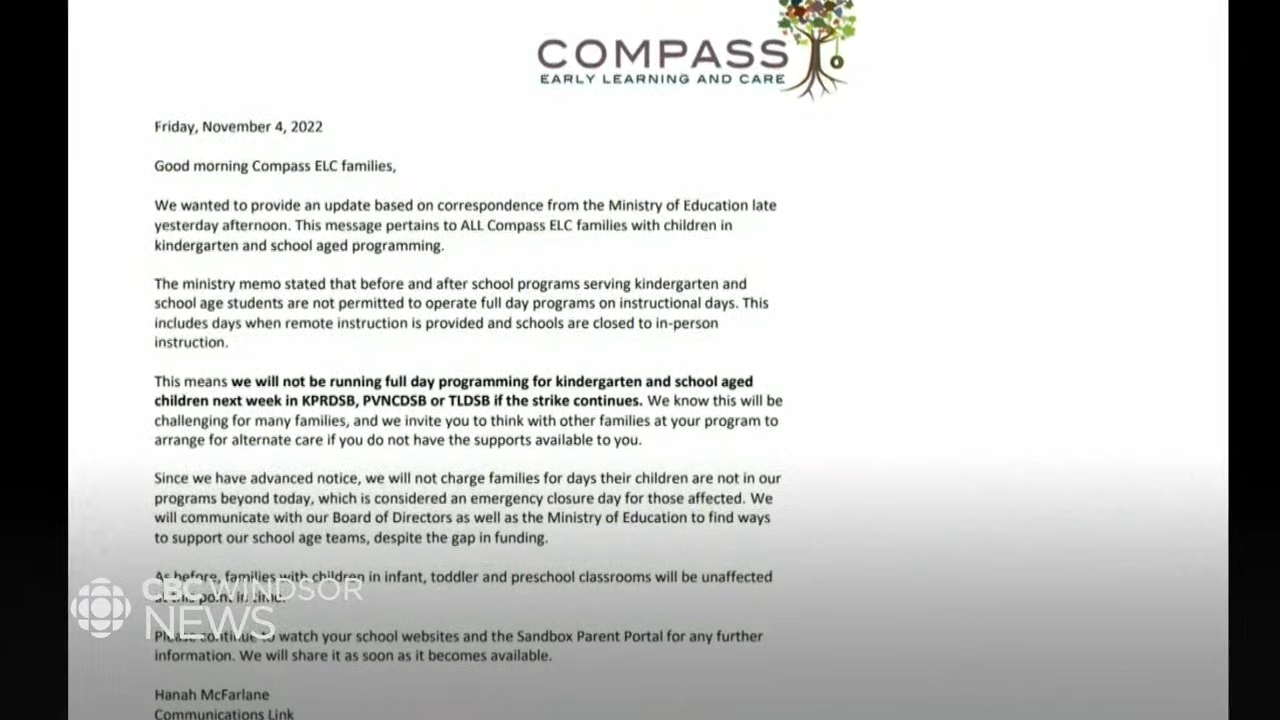 COMPASS
EARLY LEARNING AND CARE
Friday, November 4, 2022
Good morning Compass ELC families,
We wanted to provide an update based on correspondence from the Ministry of Education late
yesterday afternoon. This message pertains to ALL Compass ELC families with children in
kindergarten and school aged programming.
The ministry memo stated that before and after school programs serving kindergarten and
school age students are not permitted to operate full day programs on instructional days. This
includes days when remote instruction is provided and schools are closed to in-person
instruction.
This means we will not be running full day programming for kindergarten and school aged
children next week in KPRDSB, PVNCDSB or TLDSB if the strike continues. We know this will be
challenging for many families, and we invite you to think with other families at your program to
arrange for alternate care if you do not have the supports available to you.
Since we have advanced notice, we will not charge families for days their children are not in our
programs beyond today, which is considered an emergency closure day for those affected. We
will communicate with our Board of Directors as well as the Ministry of Education to find ways
to support our school age teams, despite the gap in funding.
As before, families with children in infant, toddler and preschool classrooms will be unaffected
at this point in time.
CBC WINDSOR
NEWS
Please continue to watch your school websites and the Sandbox Parent Portal for any further
information. We will share it as soon as it becomes available.
Hanah McFarlane
Communications Link